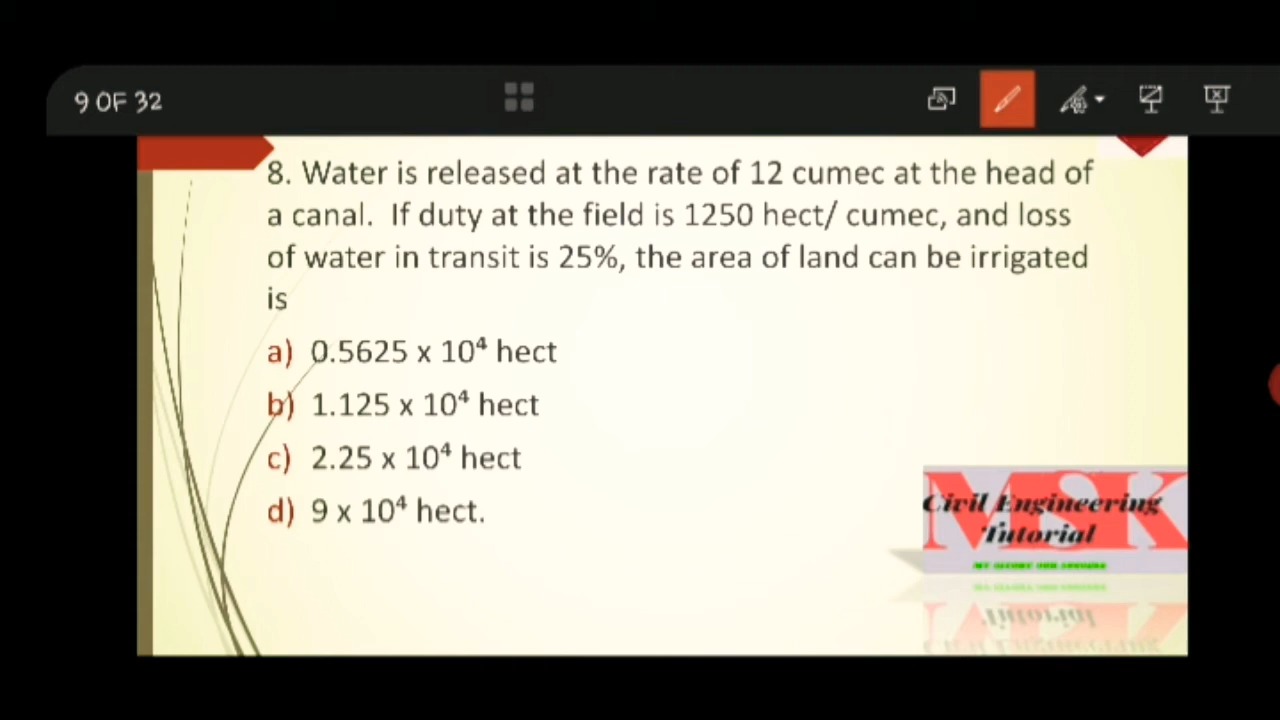 9 OF 32
8. Water is released at the rate of 12 cumec at the head of
a canal.  If duty at the field is 1250 hect/ cumec, and loss
of water in transit is 25%, the area of land can be irrigated
is
a) 0.5625 x 10⁴ hect
b) 1.125 x 10⁴ hect
c) 2.25 x 10⁴ hect
d) 9 x 10⁴ hect.
MSK
Civil Engineering
Tutorial